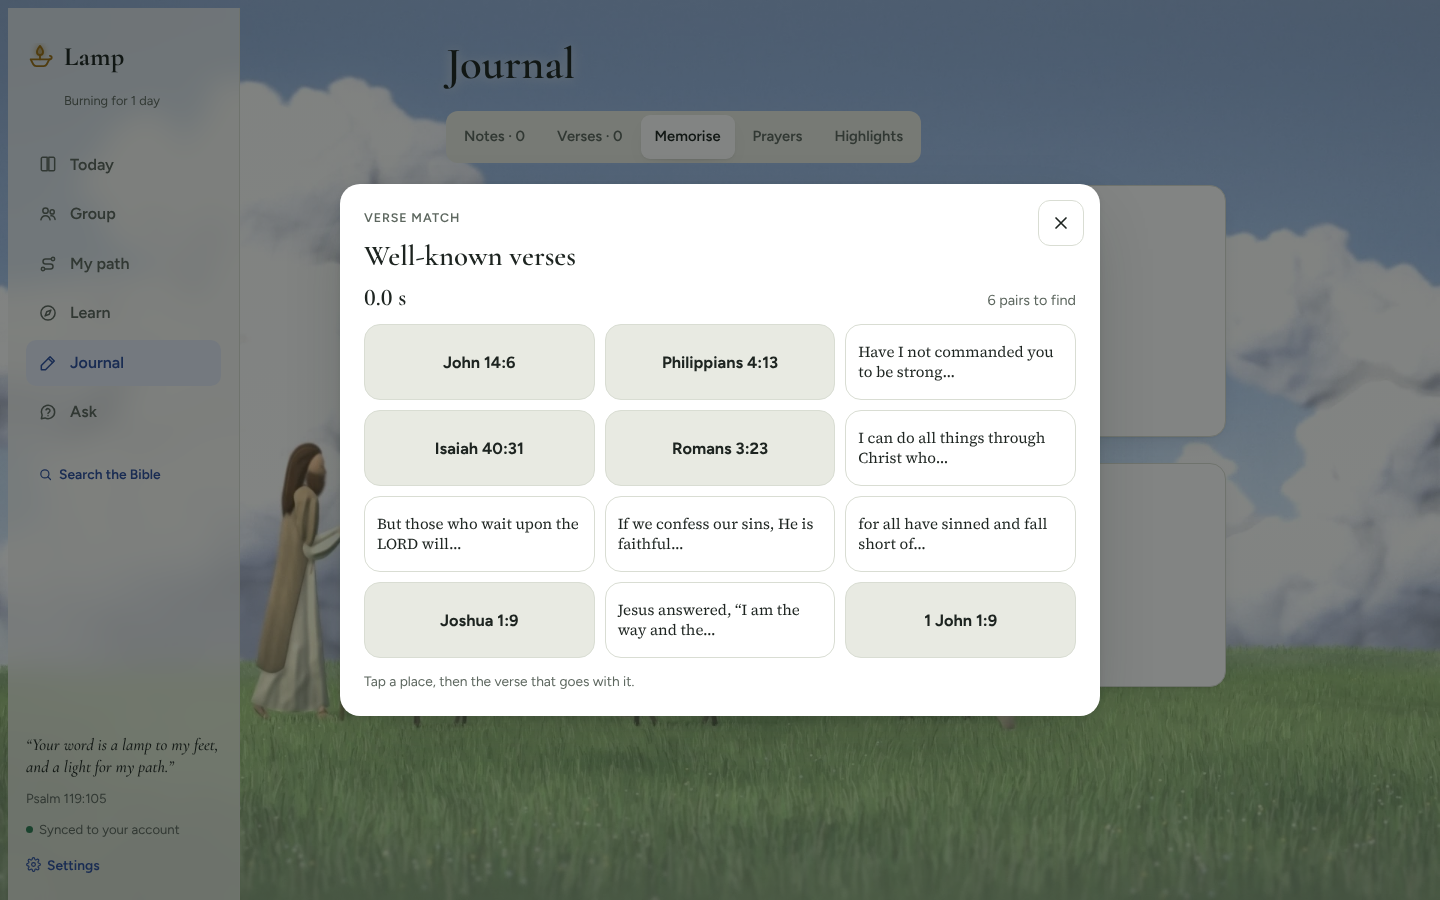 Lamp
Burning for 1 day
Today
Group
My path
Learn
Journal
Ask
Search the Bible
“Your word is a lamp to my feet,
and a light for my path.”
Psalm 119:105
Synced to your account
Settings
Journal
Notes · 0
Verses · 0
Memorise
Prayers
Highlights
VERSE MATCH
Well-known verses
0.0 s
6 pairs to find
John 14:6
Philippians 4:13
Have I not commanded you
to be strong...
Isaiah 40:31
Romans 3:23
I can do all things through
Christ who...
But those who wait upon the
LORD will...
If we confess our sins, He is
faithful...
for all have sinned and fall
short of...
Joshua 1:9
Jesus answered, “I am the
way and the...
1 John 1:9
Tap a place, then the verse that goes with it.